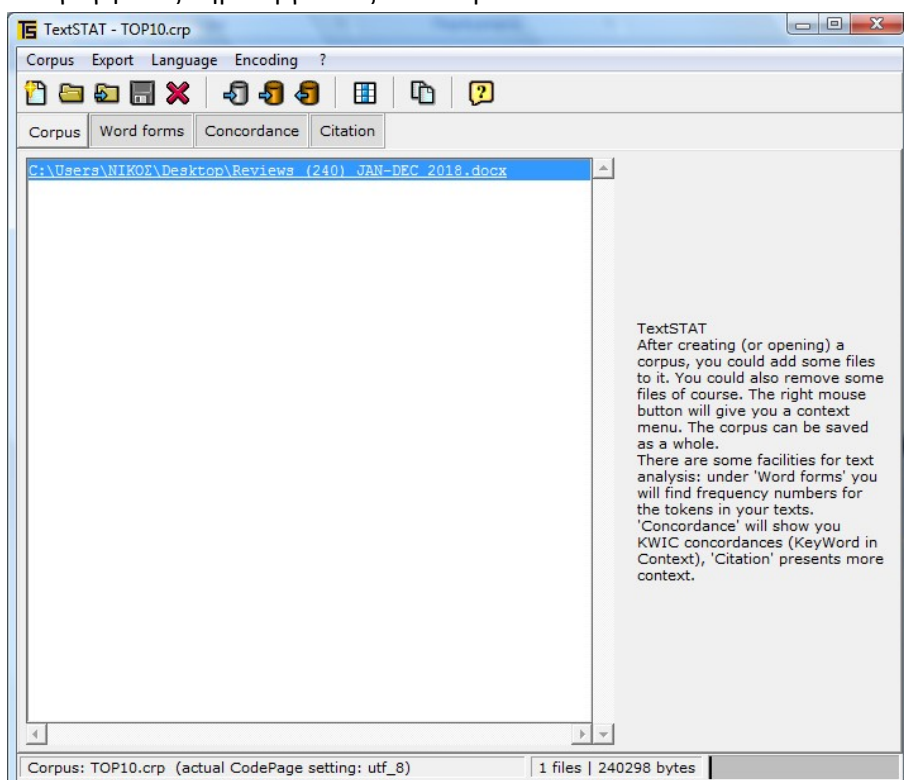 TextSTAT - TOP10.crp
Corpus Export Language Encoding ?
Corpus Word forms Concordance Citation
C:\Users\ΝΙΚΟΣ\Desktop\Reviews (240) JAN-DEC 2018.docx
TextSTAT
After creating (or opening) a
corpus, you could add some files
to it. You could also remove some
files of course. The right mouse
button will give you a context
menu. The corpus can be saved
as a whole.
There are some facilities for text
analysis: under 'Word forms' you
will find frequency numbers for
the tokens in your texts.
'Concordance' will show you
KWIC concordances (KeyWord in
Context), 'Citation' presents more
context.
Corpus: TOP10.crp (actual CodePage setting: utf_8) 1 files | 240298 bytes